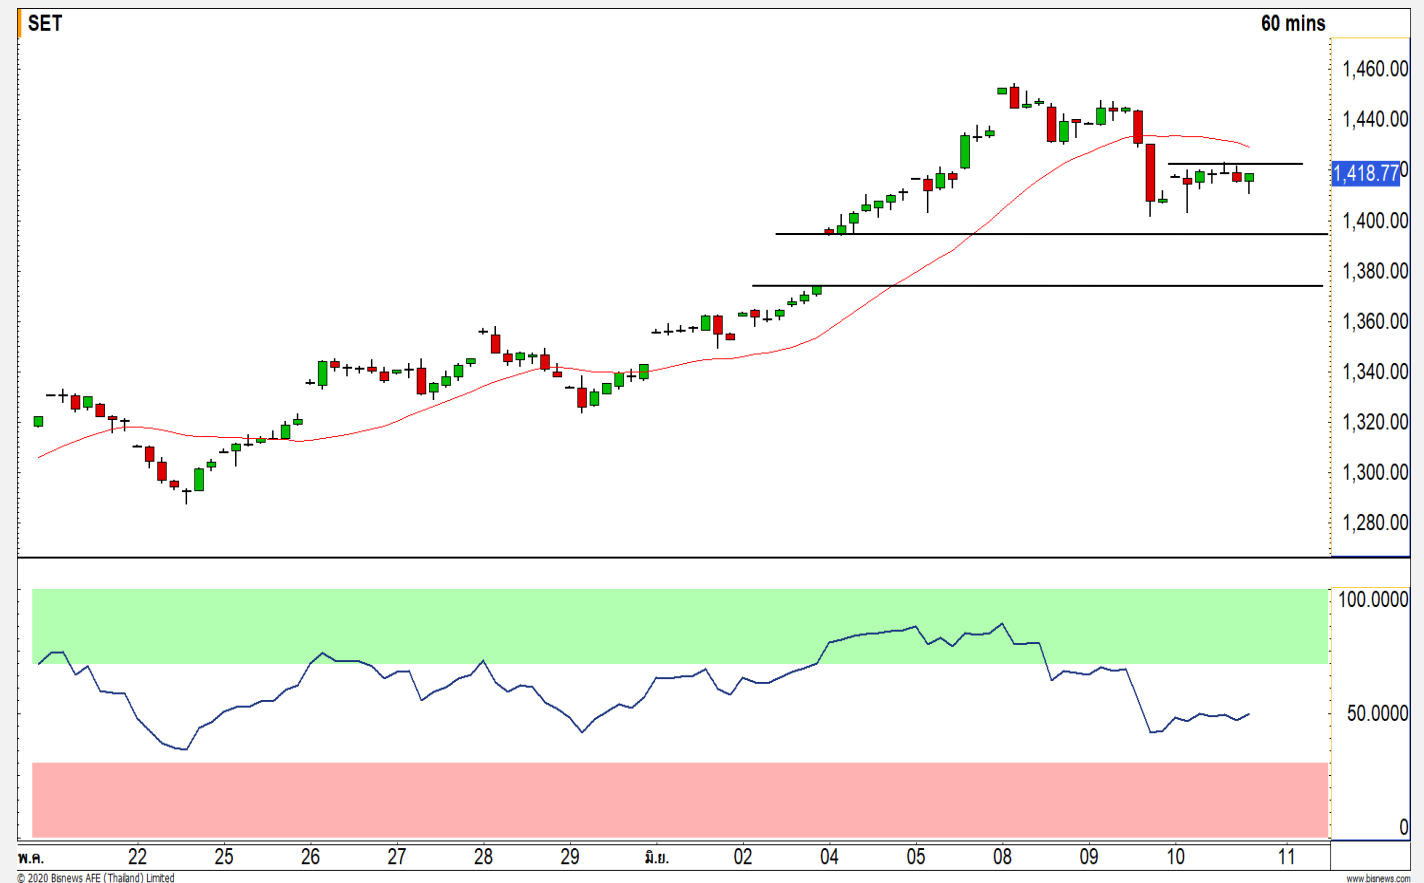 SET
60 mins
1,460.00
1,440.00
1,418.77
1,400.00
1,380.00
1,360.00
1,340.00
1,320.00
1,300.00
1,280.00
100.0000
50.0000
0
พ.ค. 22 25 26 27 28 29 มิ.ย. 02 04 05 08 09 10 11
© 2020 Bisnews AFE (Thailand) Limited
www.bisnews.com